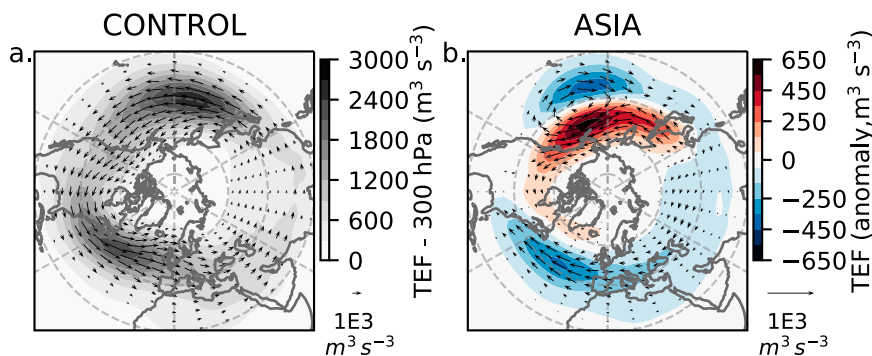 CONTROL
a.
3000
2400
1800
1200
600
0
TEF - 300 hPa (m³ s⁻³)
1E3
m³ s⁻³
ASIA
b.
650
450
250
0
−250
−450
−650
TEF (anomaly,m³ s⁻³)
1E3
m³ s⁻³